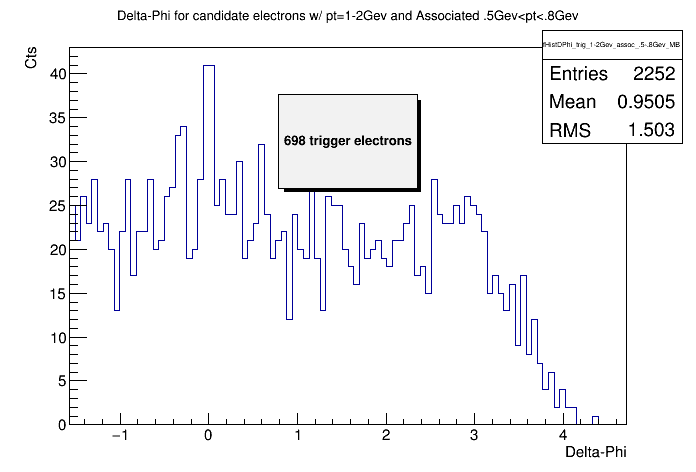 Delta-Phi for candidate electrons w/ pt=1-2Gev and Associated .5Gev<pt<.8Gev
fHistDPhi_trig_1-2Gev_assoc_.5-.8Gev_MB
Entries 2252
Mean 0.9505
RMS 1.503
Cts
698 trigger electrons
40
35
30
25
20
15
10
5
0
−1 0 1 2 3 4
Delta-Phi